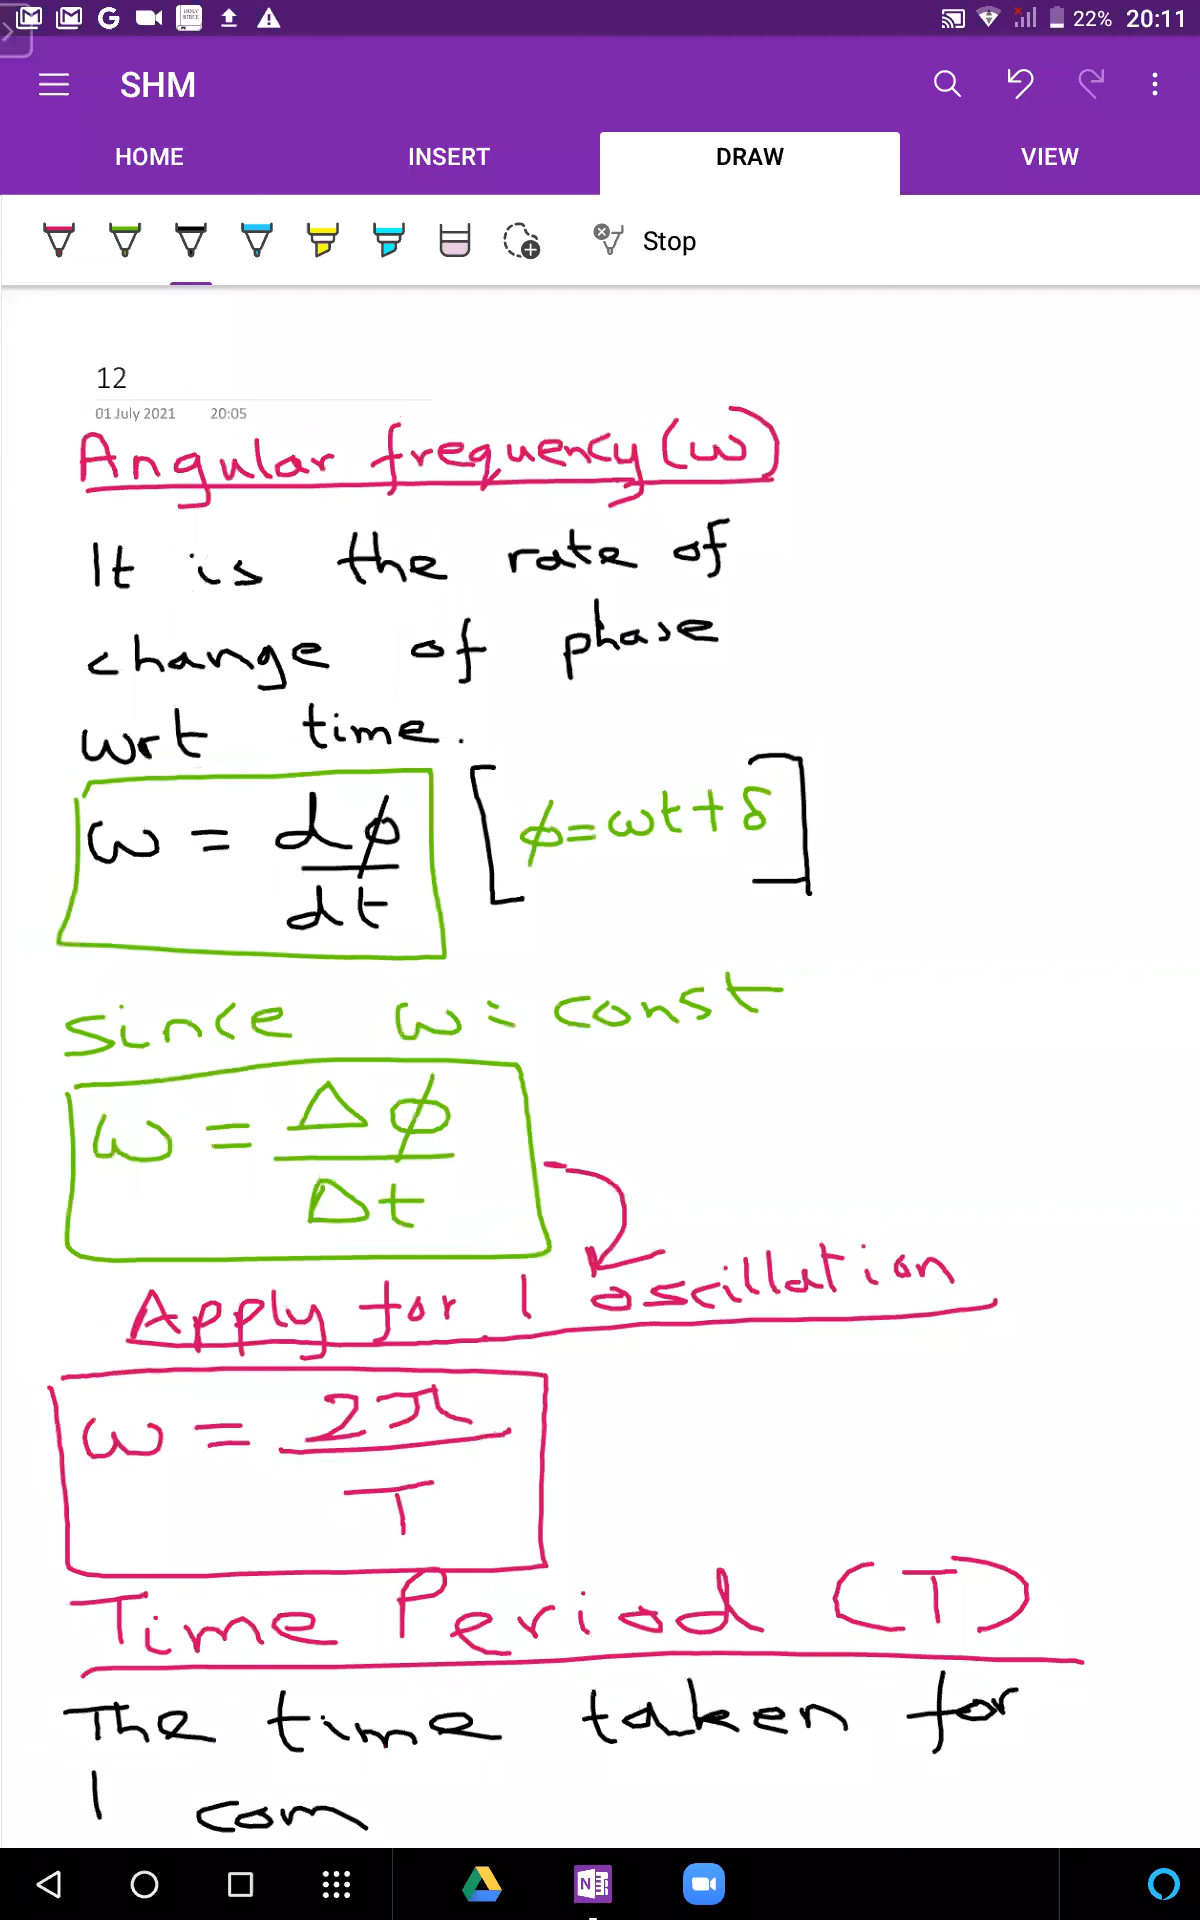 22% 20:11
SHM
HOME INSERT DRAW VIEW
Stop
12
01 July 2021 20:05
Angular frequency (ω)
It is the rate of
change of phase
wrt time.
ω = dφ/dt [φ = ωt + δ]
since ω = const
ω = Δφ/Δt
Apply for 1 oscillation
ω = 2π/T
Time Period (T)
The time taken for
1 com